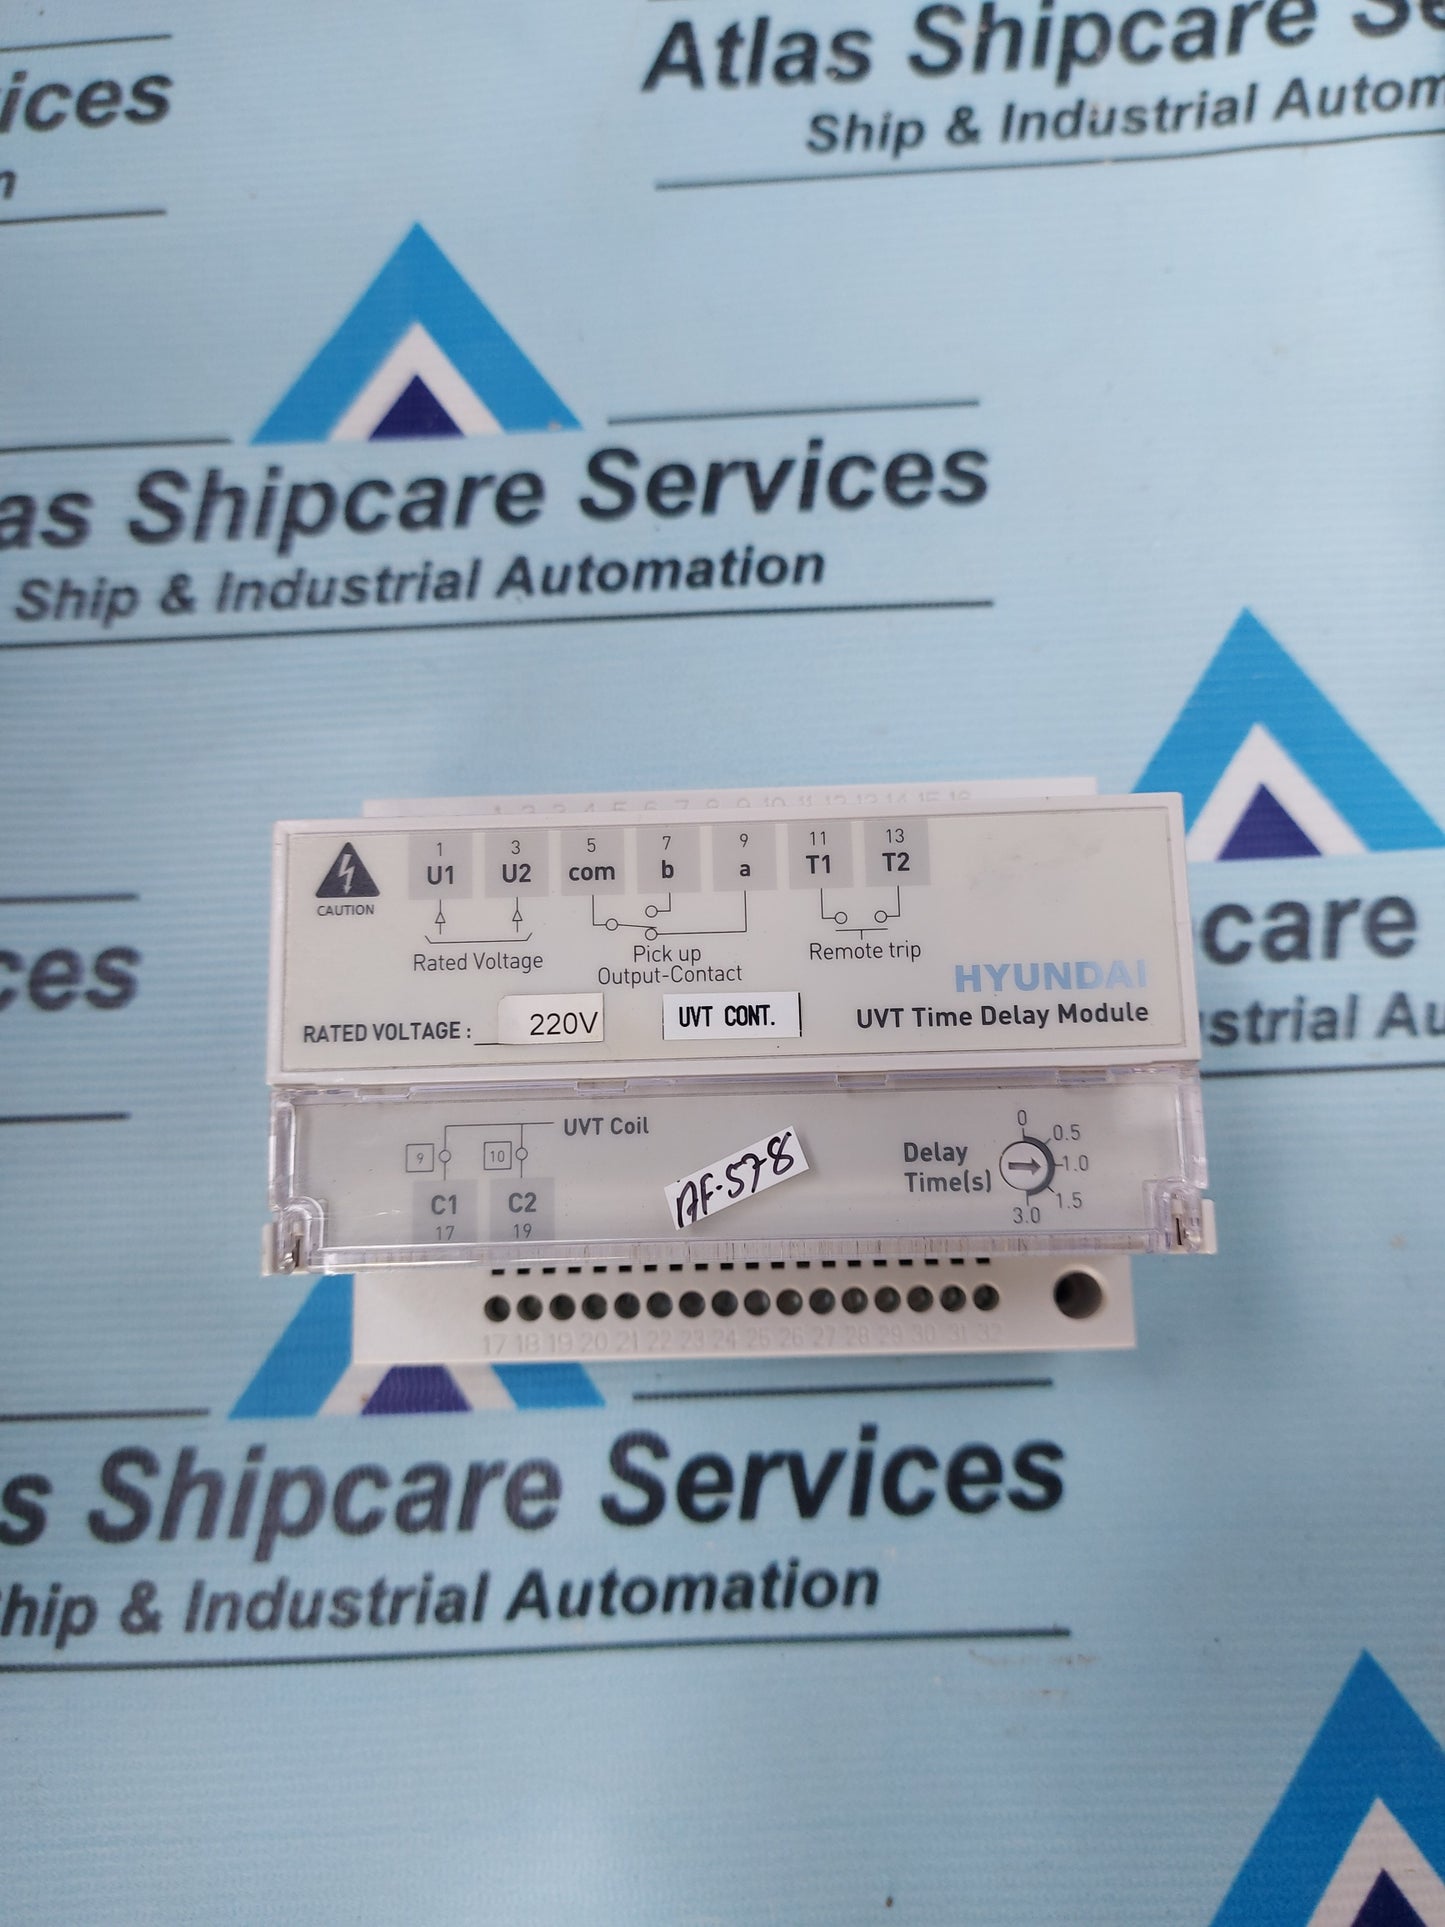 ices
Atlas Shipcare Se
Ship & Industrial Autom
n
as Shipcare Services
Ship & Industrial Automation
1 3 5 7 9 11 13
U1 U2 com b a T1 T2
CAUTION
Rated Voltage
Pick up
Output-Contact
Remote trip
HYUNDAI
RATED VOLTAGE : 220V
UVT CONT.
UVT Time Delay Module
care
ces
strial Au
UVT Coil
9 10
C1 C2
17 19
AF-578
Delay
Time(s)
0
0.5
1.0
1.5
3.0
17 18 19 20 21 22 23 24 25 26 27 28 29 30 31 32
s Shipcare Services
hip & Industrial Automation